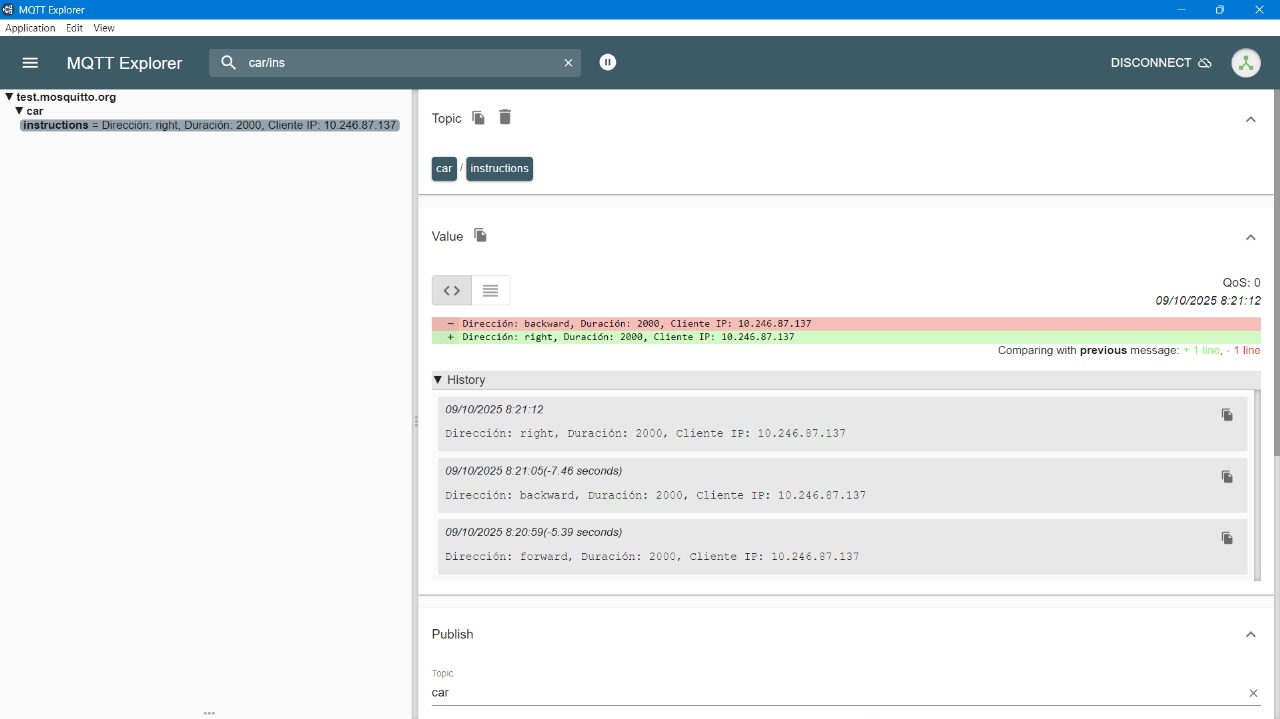 MQTT Explorer
Application Edit View
MQTT Explorer car/ins DISCONNECT
test.mosquitto.org
car
instructions = Dirección: right, Duración: 2000, Cliente IP: 10.246.87.137
Topic
car / instructions
Value
QoS: 0
09/10/2025 8:21:12
- Dirección: backward, Duración: 2000, Cliente IP: 10.246.87.137
+ Dirección: right, Duración: 2000, Cliente IP: 10.246.87.137
Comparing with previous message: + 1 line, - 1 line
History
09/10/2025 8:21:12
Dirección: right, Duración: 2000, Cliente IP: 10.246.87.137
09/10/2025 8:21:05(-7.46 seconds)
Dirección: backward, Duración: 2000, Cliente IP: 10.246.87.137
09/10/2025 8:20:59(-5.39 seconds)
Dirección: forward, Duración: 2000, Cliente IP: 10.246.87.137
Publish
Topic
car